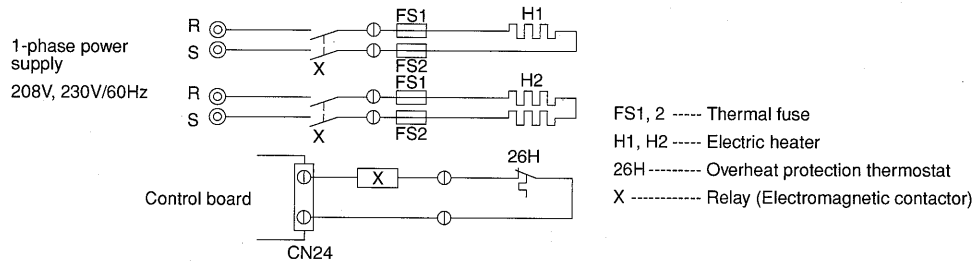 FS1 H1
R
1-phase power
supply
S
X FS2
FS1 H2
208V, 230V/60Hz
R
S
X FS2
FS1, 2 ----- Thermal fuse
H1, H2 ----- Electric heater
26H
26H --------- Overheat protection thermostat
X
X ------------- Relay (Electromagnetic contactor)
Control board
CN24